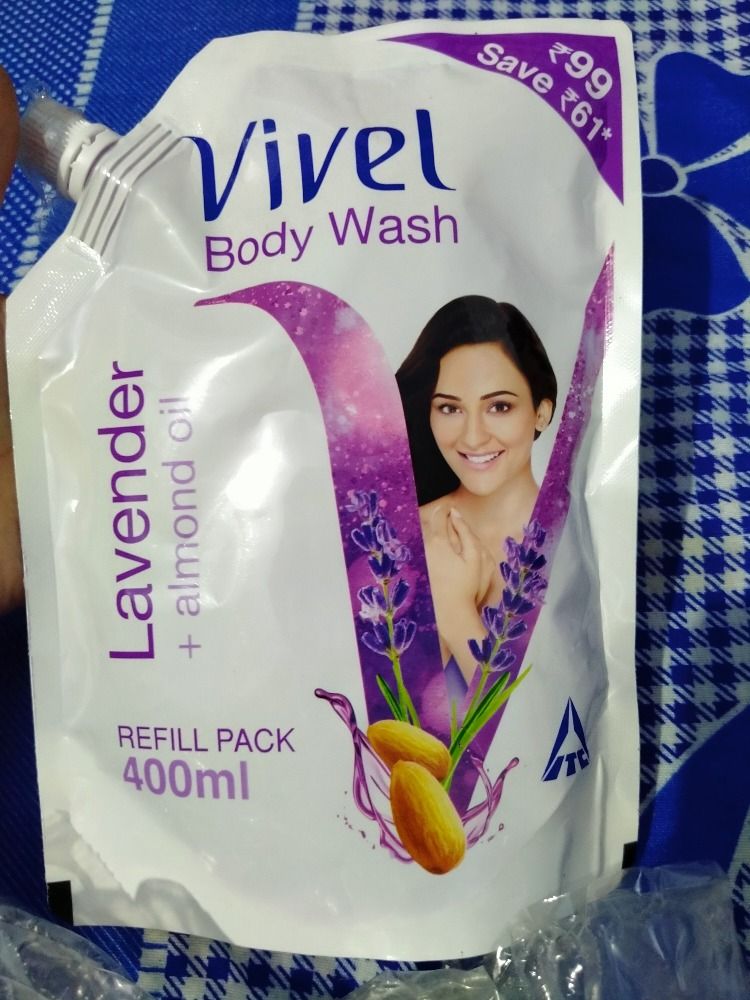 ₹99
Save ₹61*
Vivel
Body Wash
Lavender
+ almond oil
REFILL PACK
400ml
ITC